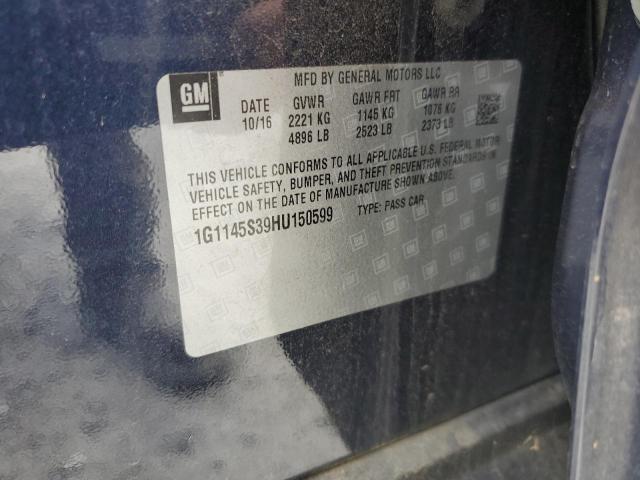 GM
MFD BY GENERAL MOTORS LLC
DATE GVWR GAWR FRT GAWR RR
10/16 2221 KG 1145 KG 1076 KG
4896 LB 2523 LB 2373 LB
THIS VEHICLE CONFORMS TO ALL APPLICABLE U.S. FEDERAL MOTOR
VEHICLE SAFETY, BUMPER, AND THEFT PREVENTION STANDARDS IN
EFFECT ON THE DATE OF MANUFACTURE SHOWN ABOVE.
1G1145S39HU150599 TYPE: PASS CAR